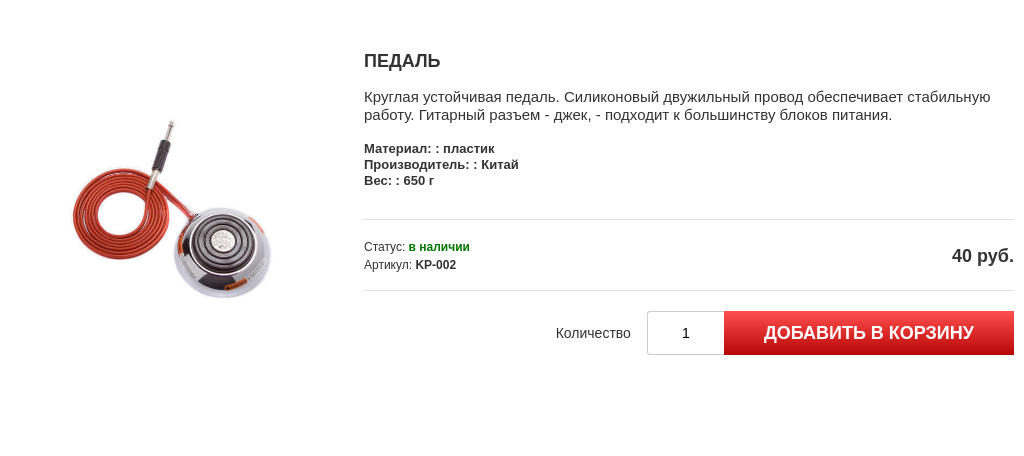 ПЕДАЛЬ
Круглая устойчивая педаль. Силиконовый двужильный провод обеспечивает стабильную
работу. Гитарный разъем - джек, - подходит к большинству блоков питания.
Материал: : пластик
Производитель: : Китай
Вес: : 650 г
Статус: в наличии
Артикул: KP-002
40 руб.
Количество 1 ДОБАВИТЬ В КОРЗИНУ